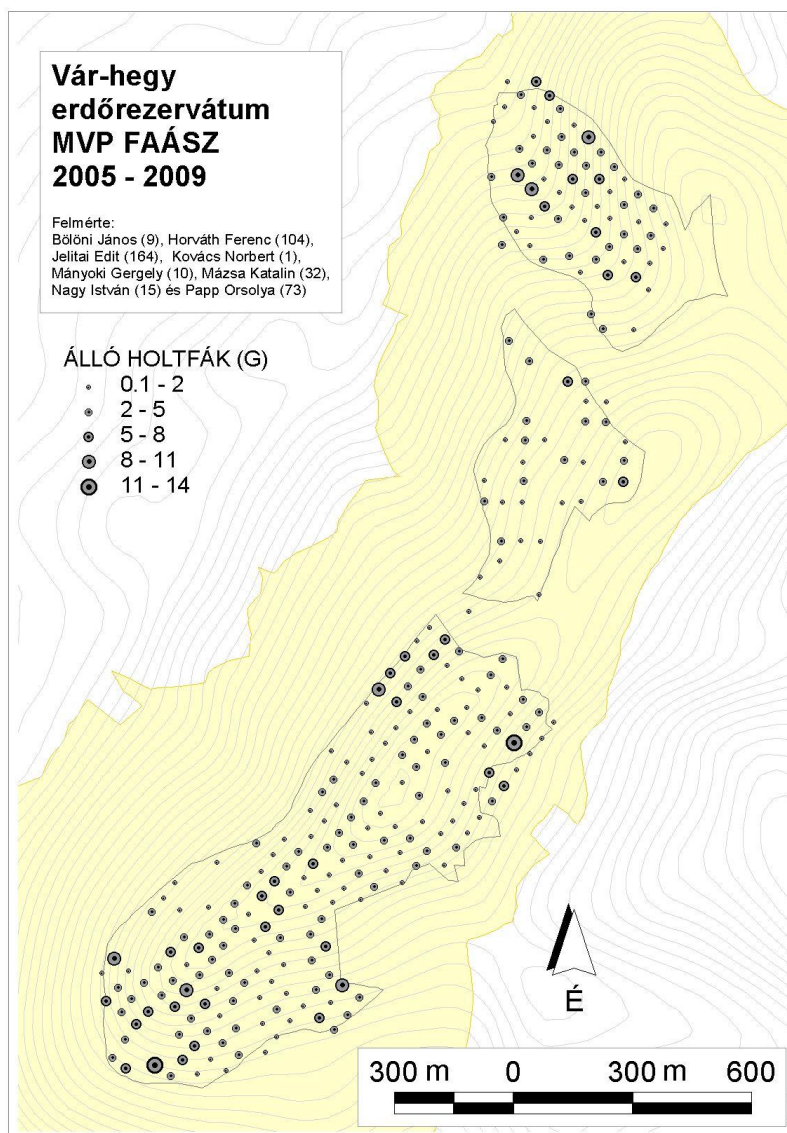 Vár-hegy
erdőrezervátum
MVP FAÁSZ
2005 - 2009
Felmérte:
Bölöni János (9), Horváth Ferenc (104),
Jelitai Edit (164), Kovács Norbert (1),
Mányoki Gergely (10), Mázsa Katalin (32),
Nagy István (15) és Papp Orsolya (73)
ÁLLÓ HOLTFÁK (G)
0.1 - 2
2 - 5
5 - 8
8 - 11
11 - 14
É
300 m 0 300 m 600